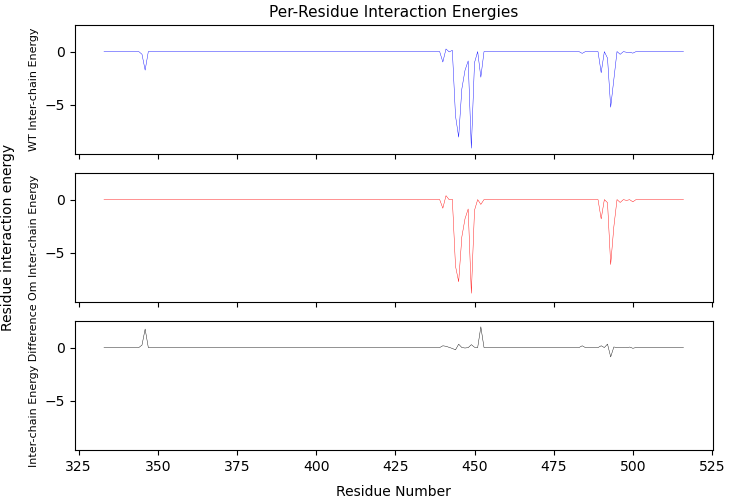 Per-Residue Interaction Energies
WT Inter-chain Energy
0
−5
Residue interaction energy
Om Inter-chain Energy
0
−5
Inter-chain Energy Difference
0
−5
325 350 375 400 425 450 475 500 525
Residue Number